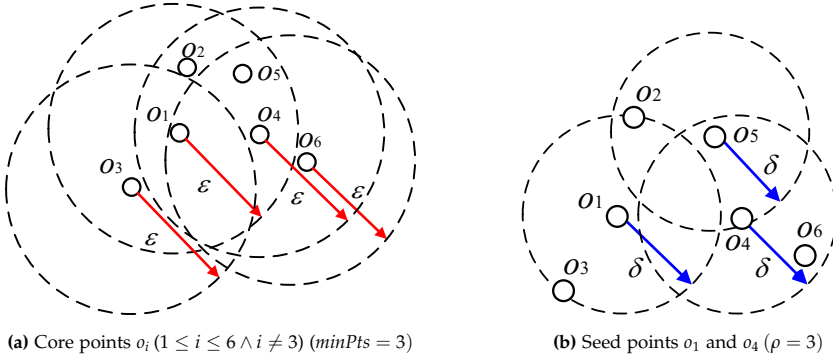 o₂
o₅
o₁
o₄
o₆
o₃
ε
ε
ε
ε
(a) Core points oᵢ (1 ≤ i ≤ 6 ∧ i ≠ 3) (minPts = 3)
o₂
o₅
δ
o₁
o₄
o₆
δ
δ
o₃
(b) Seed points o₁ and o₄ (ρ = 3)